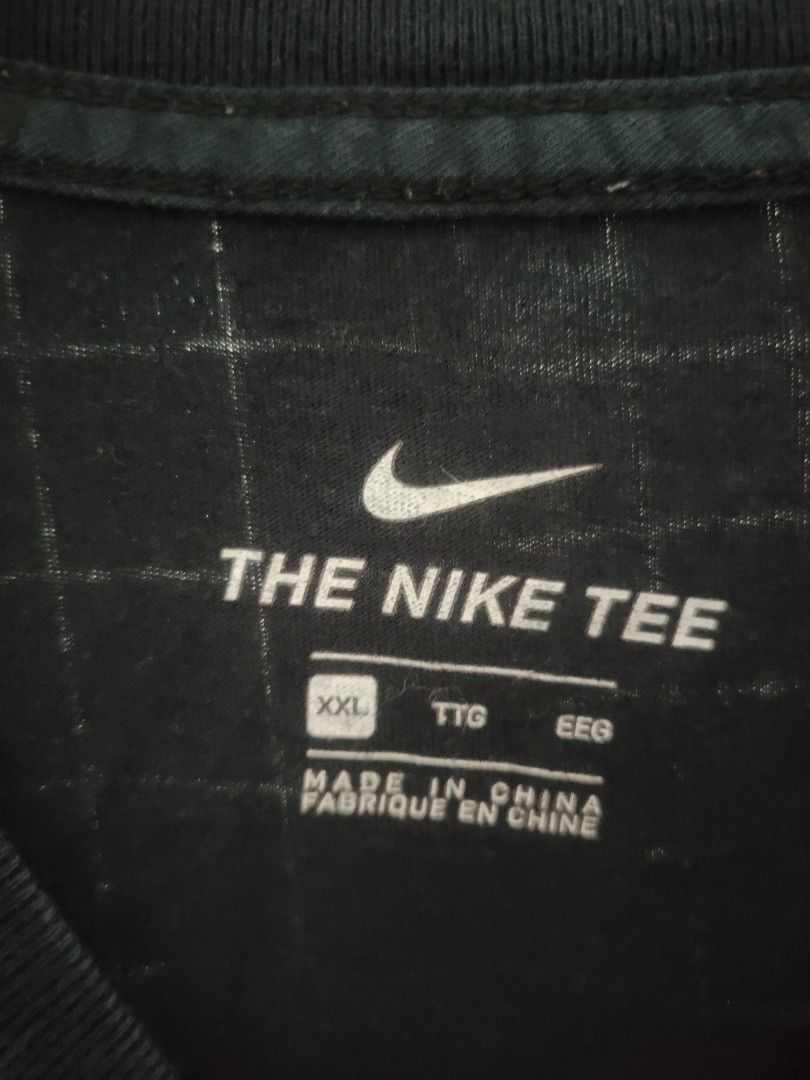 THE NIKE TEE
XXL TTG EEG
MADE IN CHINA
FABRIQUE EN CHINE